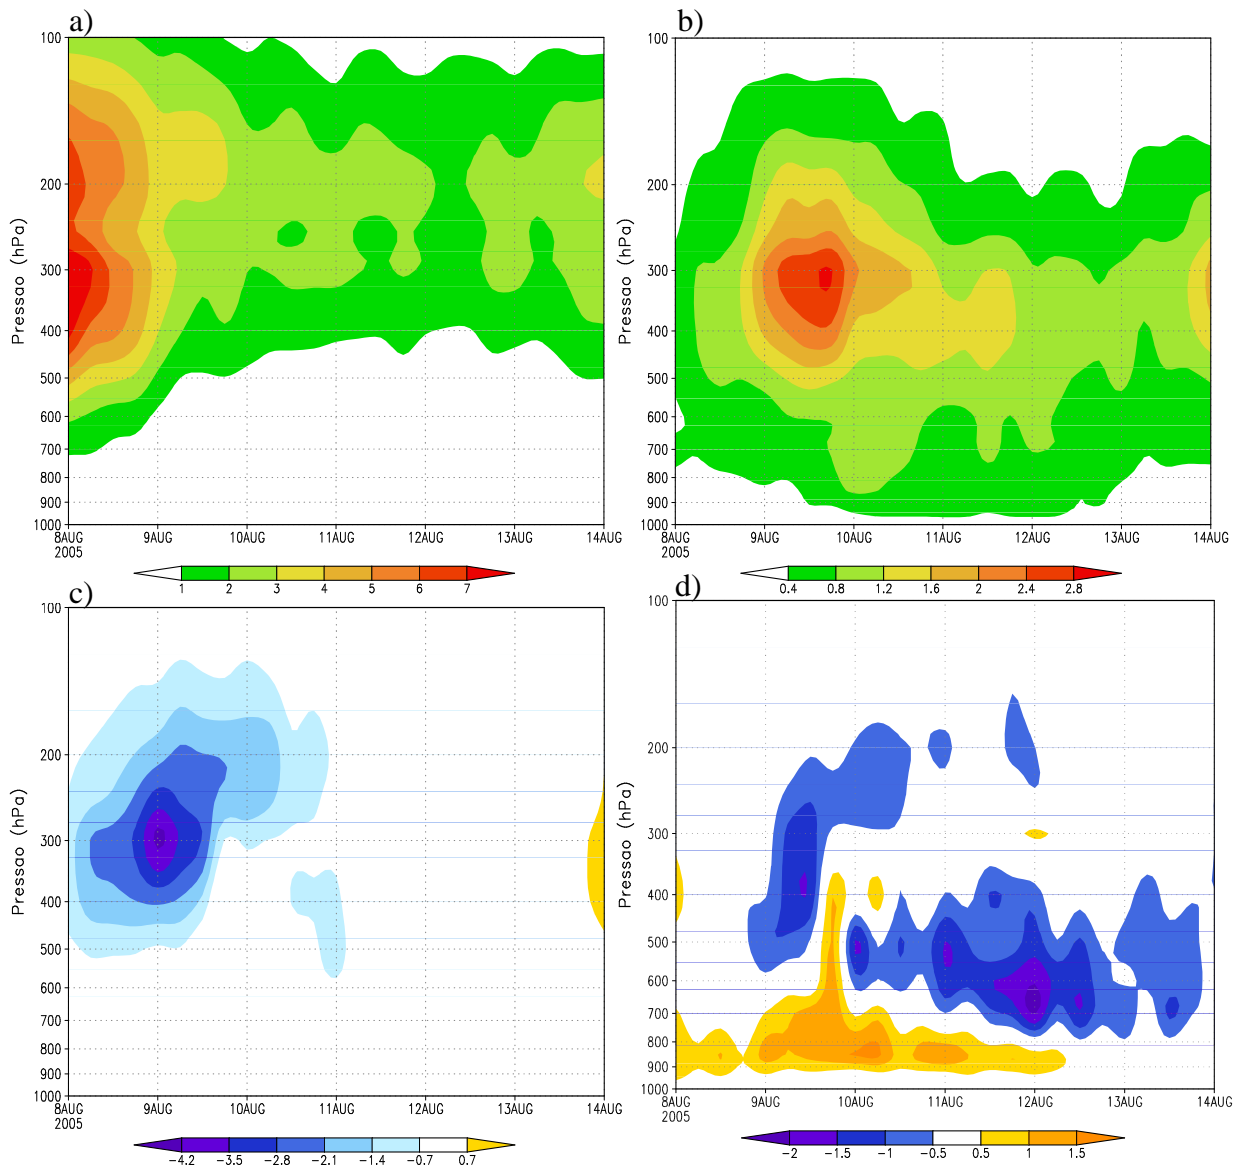 a)
100
200
300
400
500
600
700
800
900
1000
Pressao (hPa)
8AUG 9AUG 10AUG 11AUG 12AUG 13AUG 14AUG
2005
1 2 3 4 5 6 7
b)
100
200
300
400
500
600
700
800
900
1000
Pressao (hPa)
8AUG 9AUG 10AUG 11AUG 12AUG 13AUG 14AUG
2005
0.4 0.8 1.2 1.6 2 2.4 2.8
c)
100
200
300
400
500
600
700
800
900
1000
Pressao (hPa)
8AUG 9AUG 10AUG 11AUG 12AUG 13AUG 14AUG
2005
-4.2 -3.5 -2.8 -2.1 -1.4 -0.7 0.7
d)
100
200
300
400
500
600
700
800
900
1000
Pressao (hPa)
8AUG 9AUG 10AUG 11AUG 12AUG 13AUG 14AUG
2005
-2 -1.5 -1 -0.5 0.5 1 1.5